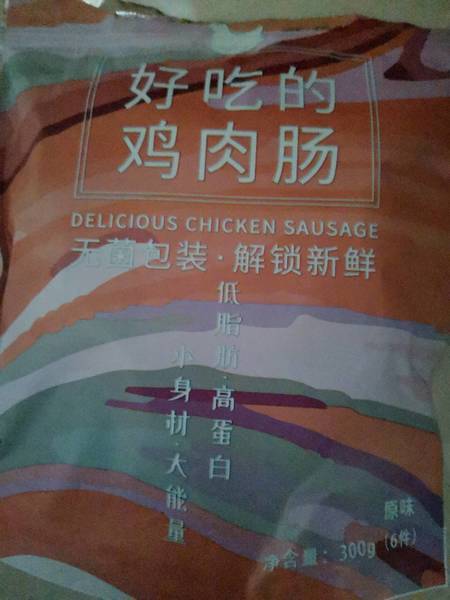 好吃的
鸡肉肠
DELICIOUS CHICKEN SAUSAGE
无菌包装·解锁新鲜
低脂肪·高蛋白
小身材·大能量
原味
净含量：300g（6件）